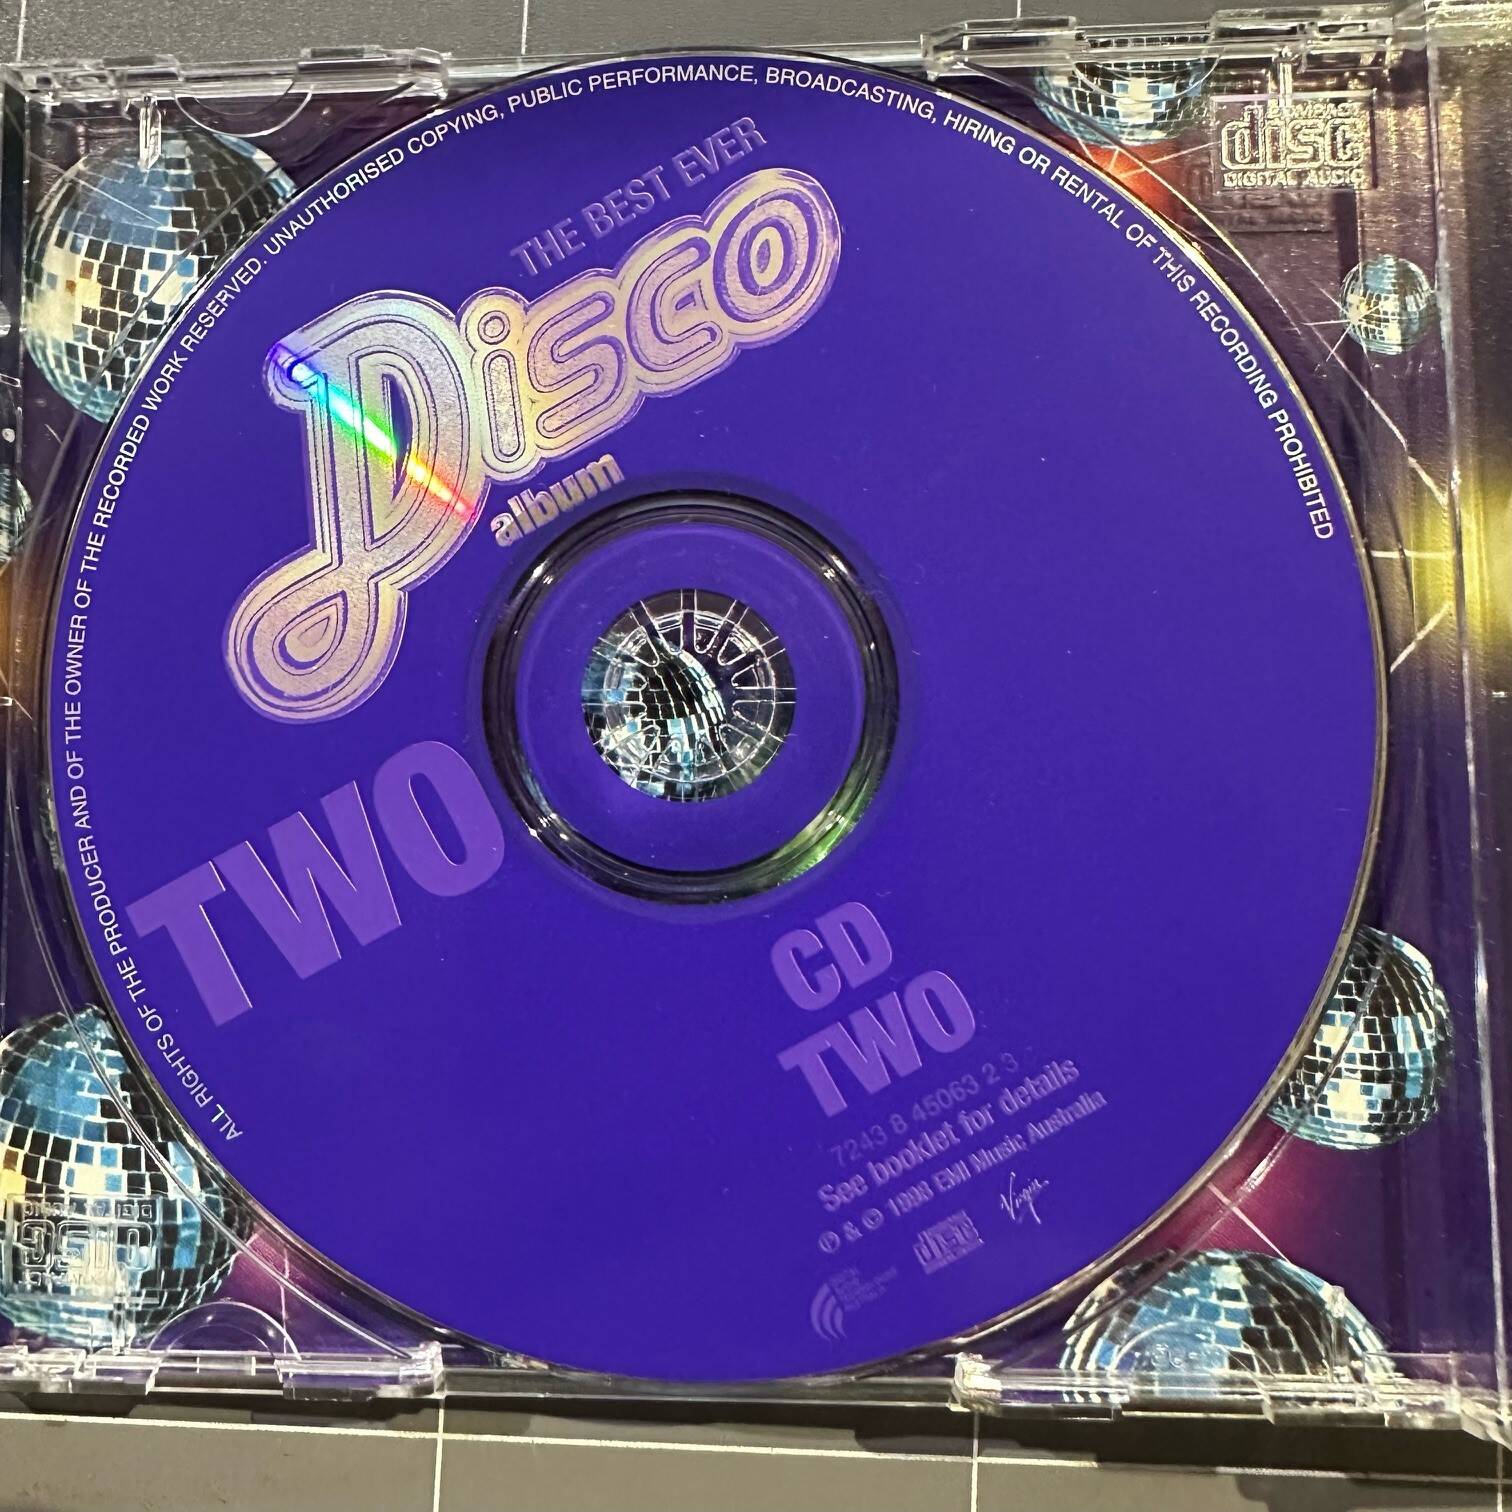 ALL RIGHTS OF THE PRODUCER AND OF THE OWNER OF THE RECORDED WORK RESERVED. UNAUTHORISED COPYING, PUBLIC PERFORMANCE, BROADCASTING, HIRING OR RENTAL OF THIS RECORDING PROHIBITED
THE BEST EVER
Disco
album
TWO
CD
TWO
7243 8 45063 2 3
See booklet for details
℗ & © 1998 EMI Music Australia
disc
Virgin
COMPACT
disc
DIGITAL AUDIO